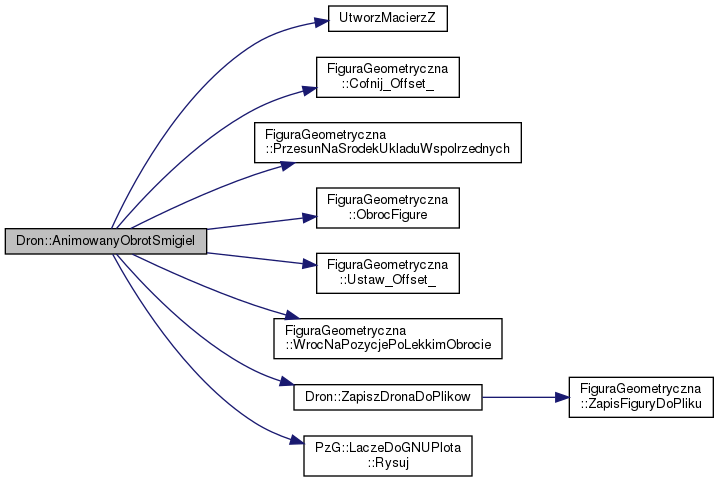 UtworzMacierzZ
FiguraGeometryczna
::Cofnij_Offset_
FiguraGeometryczna
::PrzesunNaSrodekUkladuWspolrzednych
FiguraGeometryczna
::ObrocFigure
Dron::AnimowanyObrotSmigiel
FiguraGeometryczna
::Ustaw_Offset_
FiguraGeometryczna
::WrocNaPozycjePoLekkimObrocie
Dron::ZapiszDronaDoPlikow
FiguraGeometryczna
::ZapisFiguryDoPliku
PzG::LaczeDoGNUPlota
::Rysuj